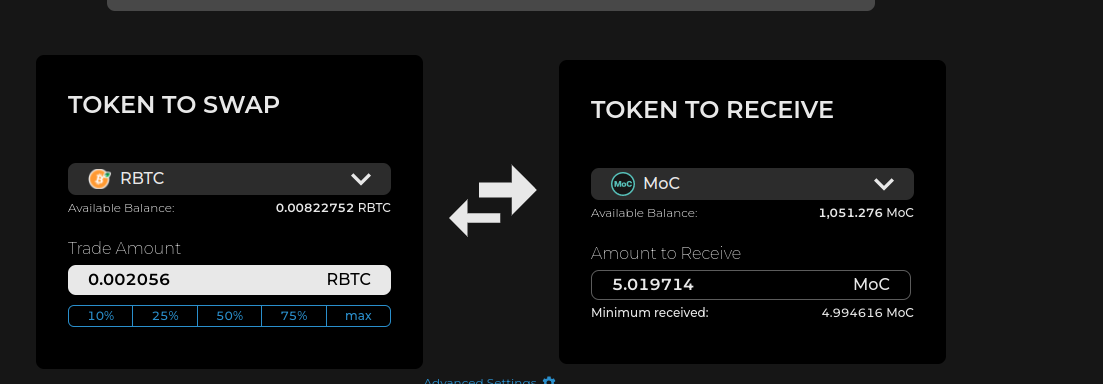 TOKEN TO SWAP
RBTC
Available Balance: 0.00822752 RBTC
Trade Amount
0.002056 RBTC
10% 25% 50% 75% max
TOKEN TO RECEIVE
MoC MoC
Available Balance: 1,051.276 MoC
Amount to Receive
5.019714 MoC
Minimum received: 4.994616 MoC
Advanced Settings